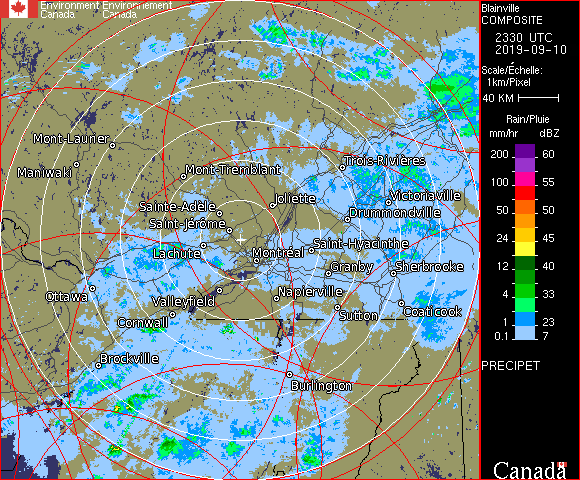 Environment Environnement
Canada Canada
Blainville
COMPOSITE
2330 UTC
2019-09-10
Scale/Échelle:
1km/Pixel
40 KM
Rain/Pluie
mm/hr dBZ
200 60
100 55
50 50
24 45
12 40
4 33
1 23
0.1 7
PRECIPET
Mont-Laurier
Maniwaki
Mont-Tremblant
Trois-Rivières
Joliette
Victoriaville
Sainte-Adèle
Drummondville
Saint-Jérôme
Saint-Hyacinthe
Lachute
Montréal
Granby
Sherbrooke
Ottawa
Valleyfield
Napierville
Cornwall
Sutton
Coaticook
Brockville
Burlington
Canada